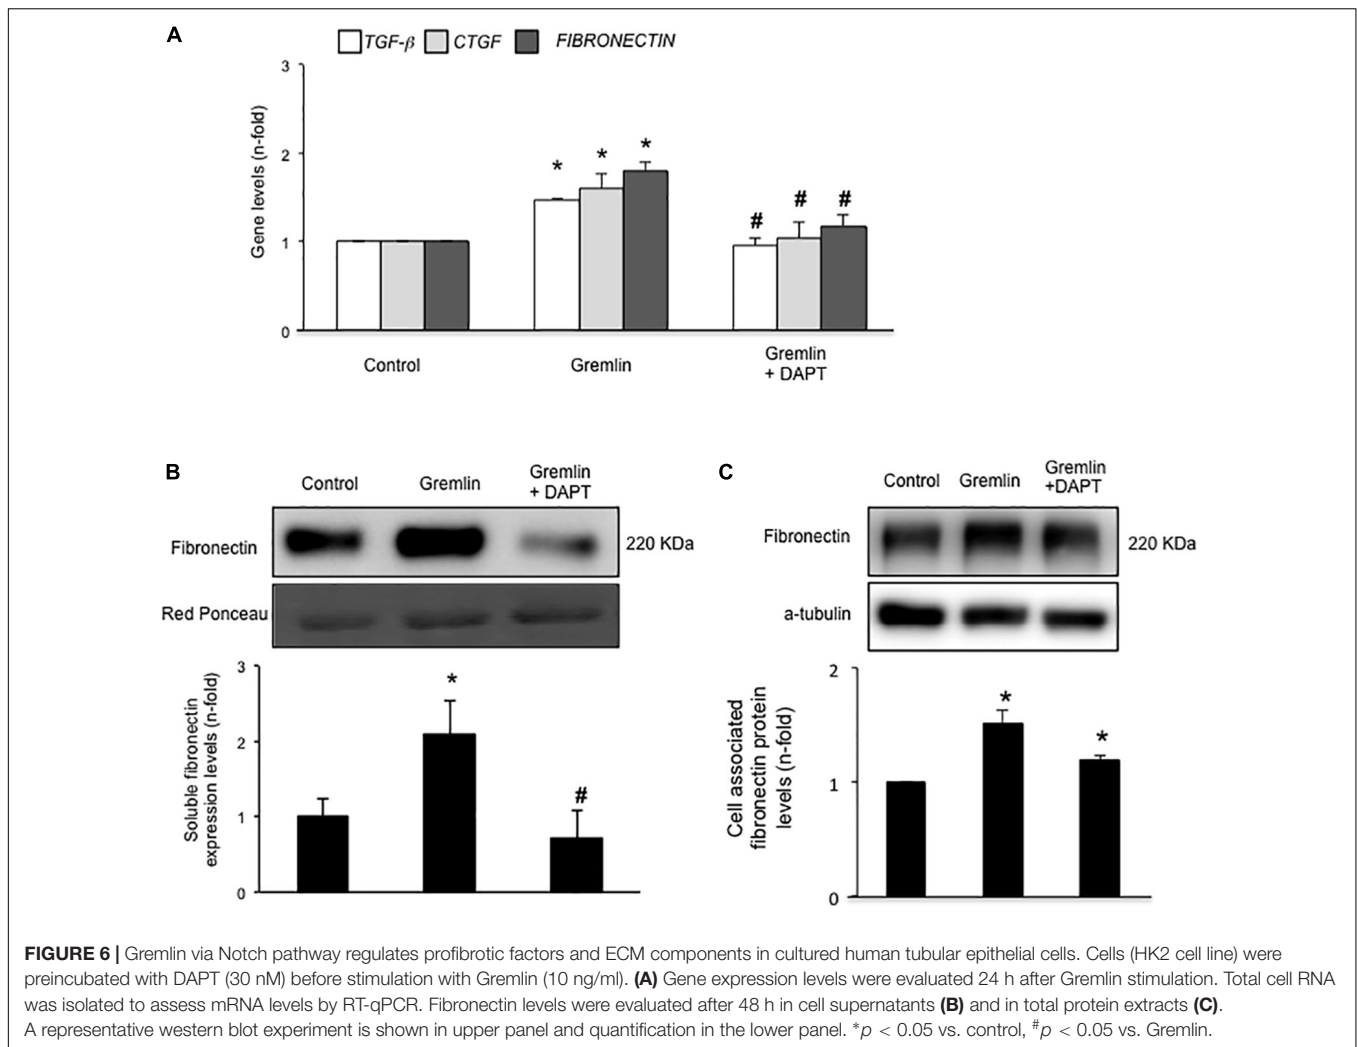 A
TGF-β CTGF FIBRONECTIN
Gene levels (n-fold)
3
2
1
0
* * *
# # #
Control
Gremlin
Gremlin
+ DAPT
B
Control
Gremlin
Gremlin
+ DAPT
Fibronectin
220 KDa
Red Ponceau
Soluble fibronectin
expression levels (n-fold)
3
2
1
0
*
#
C
Control
Gremlin
Gremlin
+DAPT
Fibronectin
220 KDa
a-tubulin
Cell associated
fibronectin protein
levels (n-fold)
2
1
0
*
*
FIGURE 6 | Gremlin via Notch pathway regulates profibrotic factors and ECM components in cultured human tubular epithelial cells. Cells (HK2 cell line) were
preincubated with DAPT (30 nM) before stimulation with Gremlin (10 ng/ml). (A) Gene expression levels were evaluated 24 h after Gremlin stimulation. Total cell RNA
was isolated to assess mRNA levels by RT-qPCR. Fibronectin levels were evaluated after 48 h in cell supernatants (B) and in total protein extracts (C).
A representative western blot experiment is shown in upper panel and quantification in the lower panel. *p < 0.05 vs. control, #p < 0.05 vs. Gremlin.